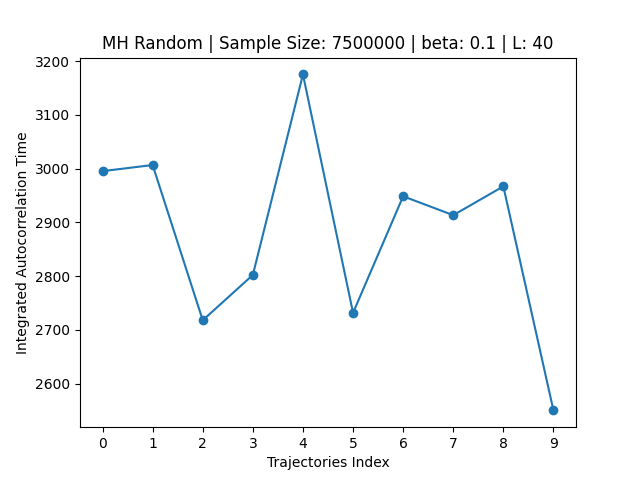 MH Random | Sample Size: 7500000 | beta: 0.1 | L: 40
3200
3100
3000
2900
2800
2700
2600
Integrated Autocorrelation Time
0 1 2 3 4 5 6 7 8 9
Trajectories Index